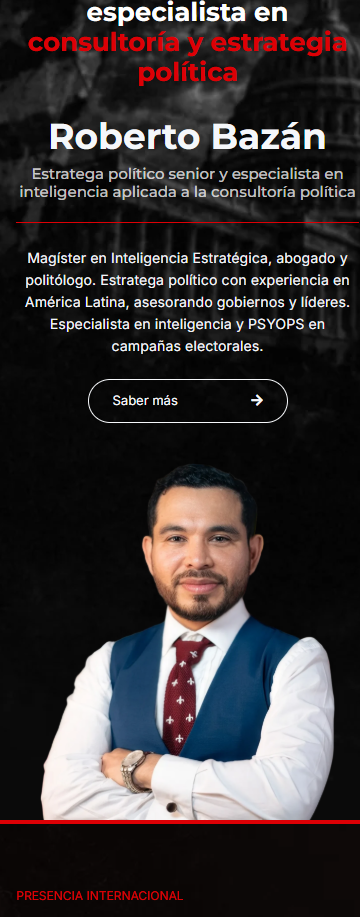 especialista en
consultoría y estrategia
política
Roberto Bazán
Estratega político senior y especialista en
inteligencia aplicada a la consultoría política
Magíster en Inteligencia Estratégica, abogado y
politólogo. Estratega político con experiencia en
América Latina, asesorando gobiernos y líderes.
Especialista en inteligencia y PSYOPS en
campañas electorales.
Saber más
PRESENCIA INTERNACIONAL